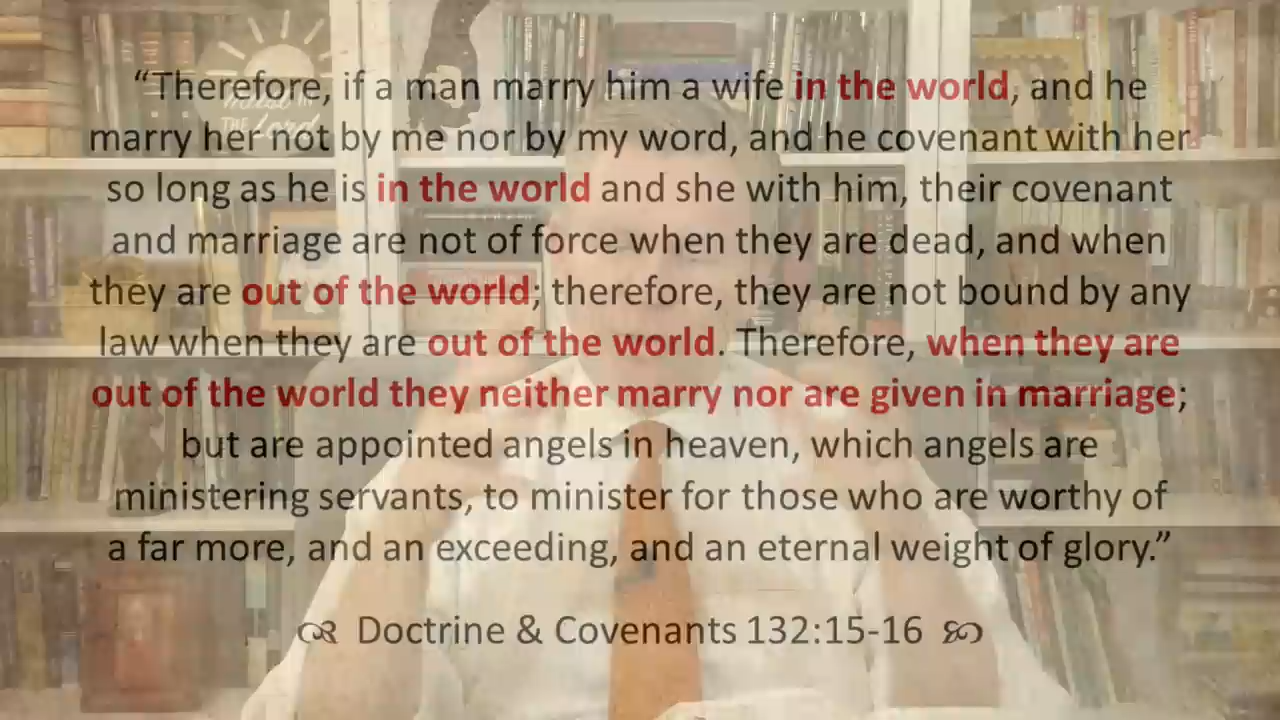 THE Lord
“Therefore, if a man marry him a wife in the world, and he
marry her not by me nor by my word, and he covenant with her
so long as he is in the world and she with him, their covenant
and marriage are not of force when they are dead, and when
they are out of the world; therefore, they are not bound by any
law when they are out of the world. Therefore, when they are
out of the world they neither marry nor are given in marriage;
but are appointed angels in heaven, which angels are
ministering servants, to minister for those who are worthy of
a far more, and an exceeding, and an eternal weight of glory.”
Doctrine & Covenants 132:15-16